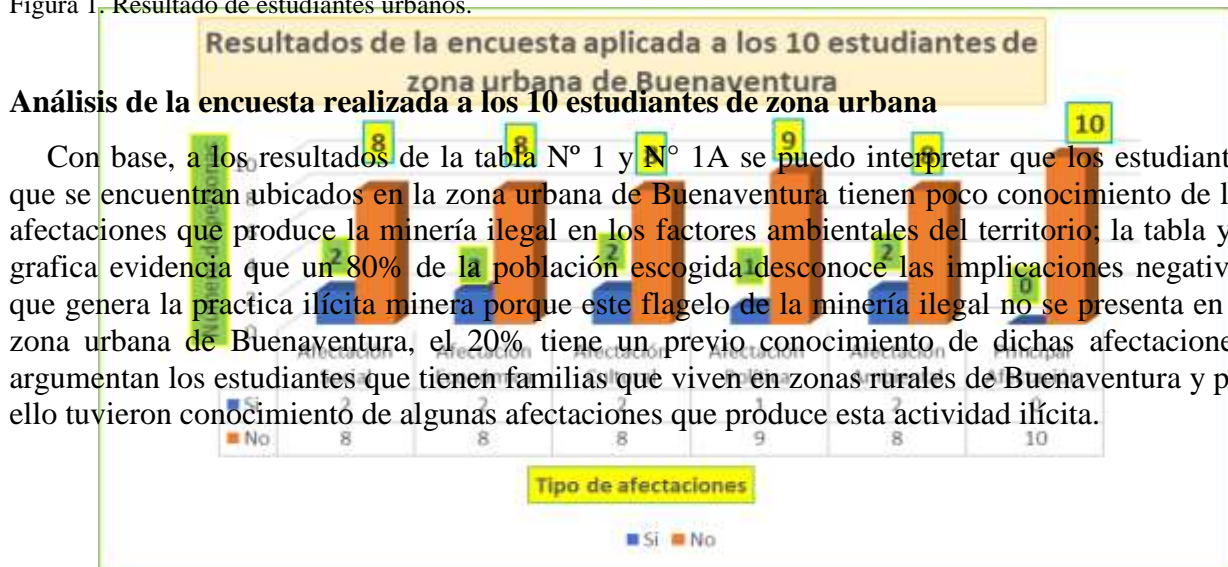 Figura 1. Resultado de estudiantes urbanos.
Resultados de la encuesta aplicada a los 10 estudiantes de
zona urbana de Buenaventura
Análisis de la encuesta realizada a los 10 estudiantes de zona urbana
Con base, a los resultados de la tabla Nº 1 y N° 1A se puedo interpretar que los estudiant
que se encuentran ubicados en la zona urbana de Buenaventura tienen poco conocimiento de l
afectaciones que produce la minería ilegal en los factores ambientales del territorio; la tabla y
grafica evidencia que un 80% de la población escogida desconoce las implicaciones negativ
que genera la practica ilícita minera porque este flagelo de la minería ilegal no se presenta en
zona urbana de Buenaventura, el 20% tiene un previo conocimiento de dichas afectacione
argumentan los estudiantes que tienen familias que viven en zonas rurales de Buenaventura y p
ello tuvieron conocimiento de algunas afectaciones que produce esta actividad ilícita.
8 8 8 9 8 10
2 2 2 1 2 0
Afectación Afectación Afectación Afectación Afectación Principal
Política Ambiental Afectación
Si 2 2 2 1 2 0
No 8 8 8 9 8 10
Tipo de afectaciones
Si No